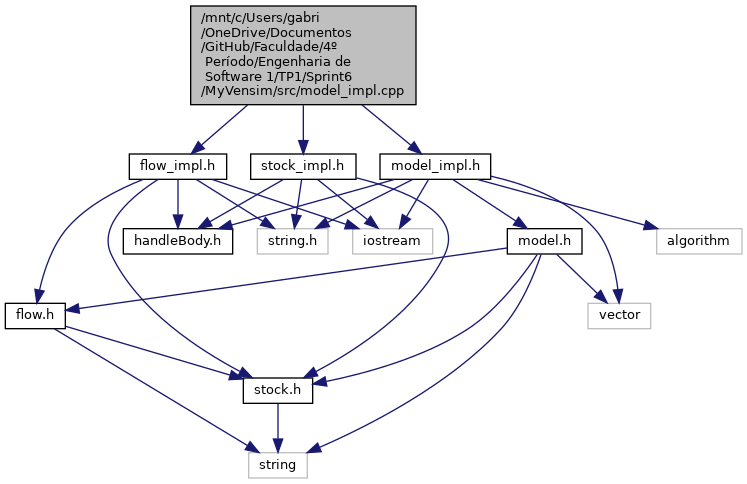 /mnt/c/Users/gabri
/OneDrive/Documentos
/GitHub/Faculdade/4º
Período/Engenharia de
Software 1/TP1/Sprint6
/MyVensim/src/model_impl.cpp
flow_impl.h
stock_impl.h
model_impl.h
handleBody.h
string.h
iostream
model.h
algorithm
flow.h
vector
stock.h
string